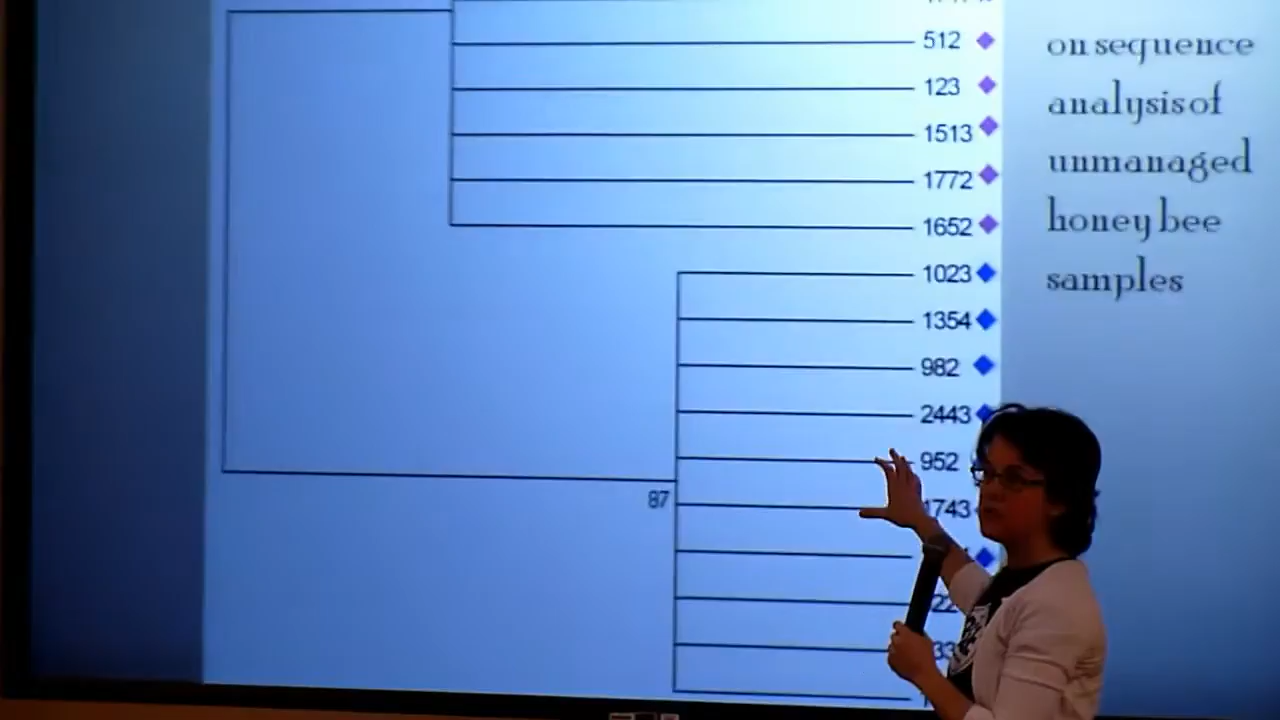 512
on sequence
123
analysis of
1513
unmanaged
1772
honey bee
1652
1023
samples
1354
982
2443
952
87
1743